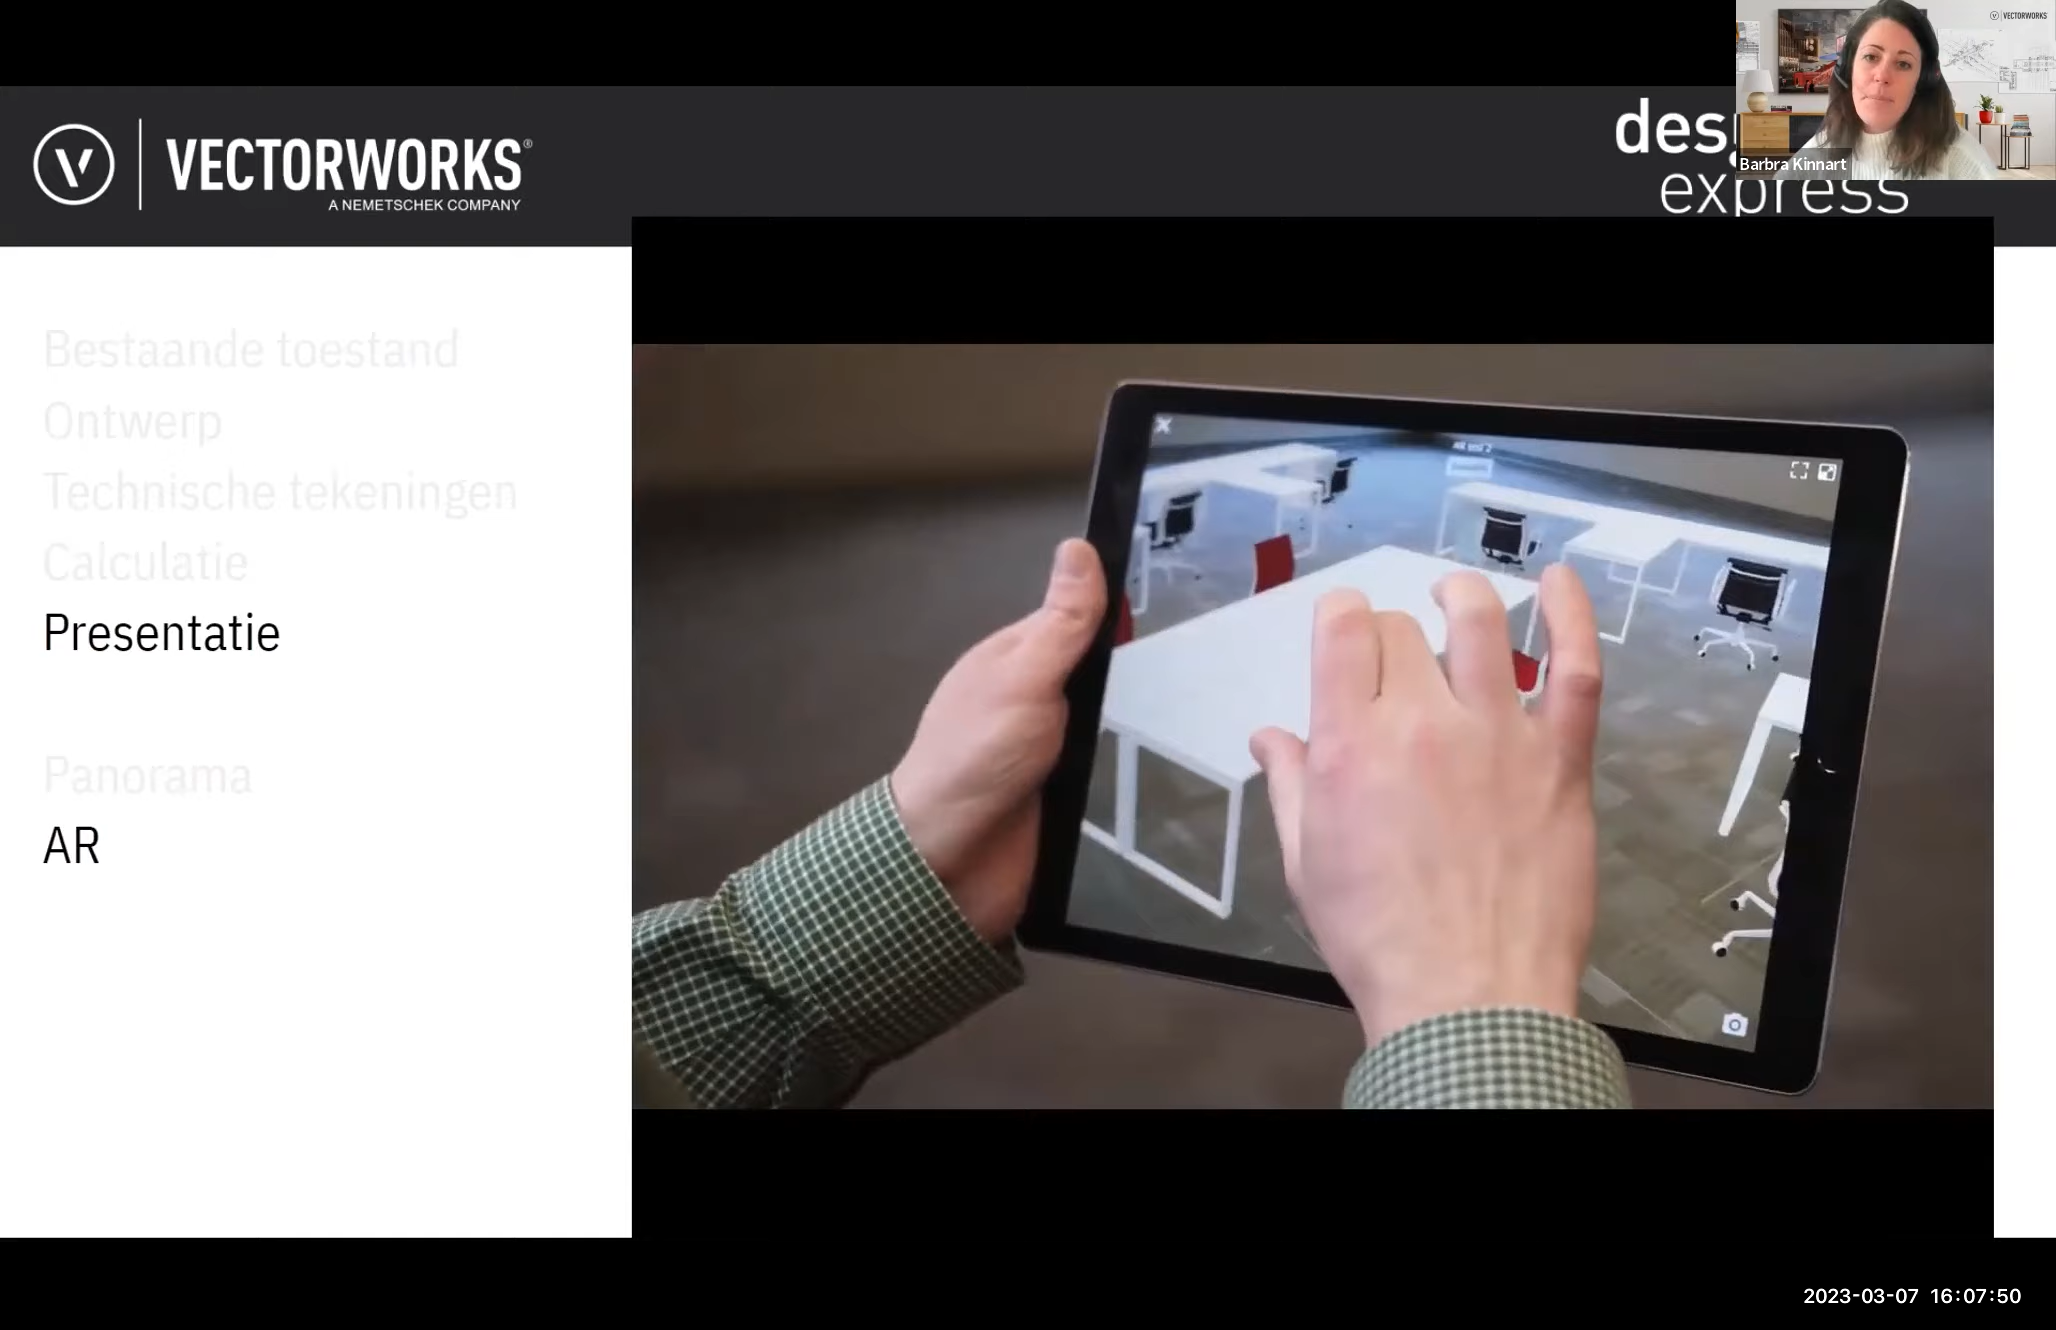 VECTORWORKS®
A NEMETSCHEK COMPANY
express
VECTORWORKS
Barbra Kinnart
Bestaande toestand
Ontwerp
Technische tekeningen
Calculatie
Presentatie
Panorama
AR
2023-03-07 16:07:50